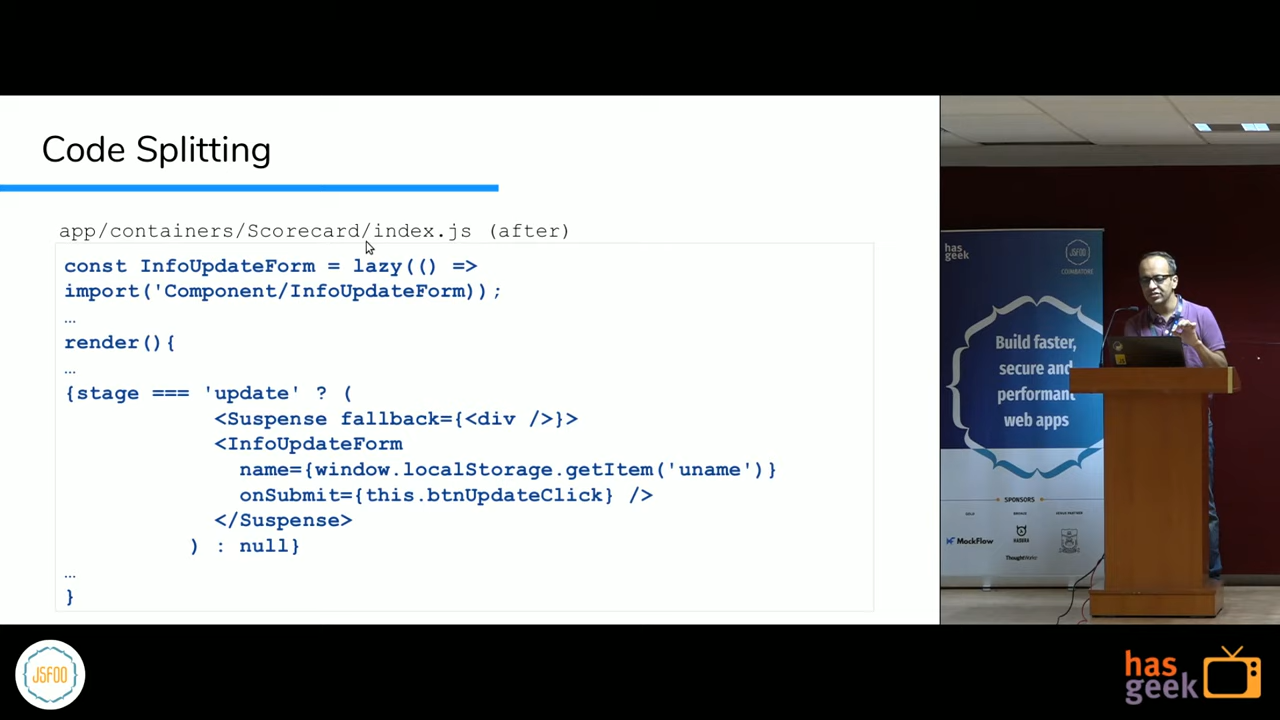 Code Splitting
app/containers/Scorecard/index.js (after)
const InfoUpdateForm = lazy(() =>
import('Component/InfoUpdateForm));
…
render(){
…
{stage === 'update' ? (
<Suspense fallback={<div />}>
<InfoUpdateForm
name={window.localStorage.getItem('uname')}
onSubmit={this.btnUpdateClick} />
</Suspense>
) : null}
…
}
has
geek
JSFOO
COIMBATORE
Build faster,
secure and
performant
web apps
SPONSORS
MockFlow
HASURA
ThoughtWorks
JSFOO
has
geek